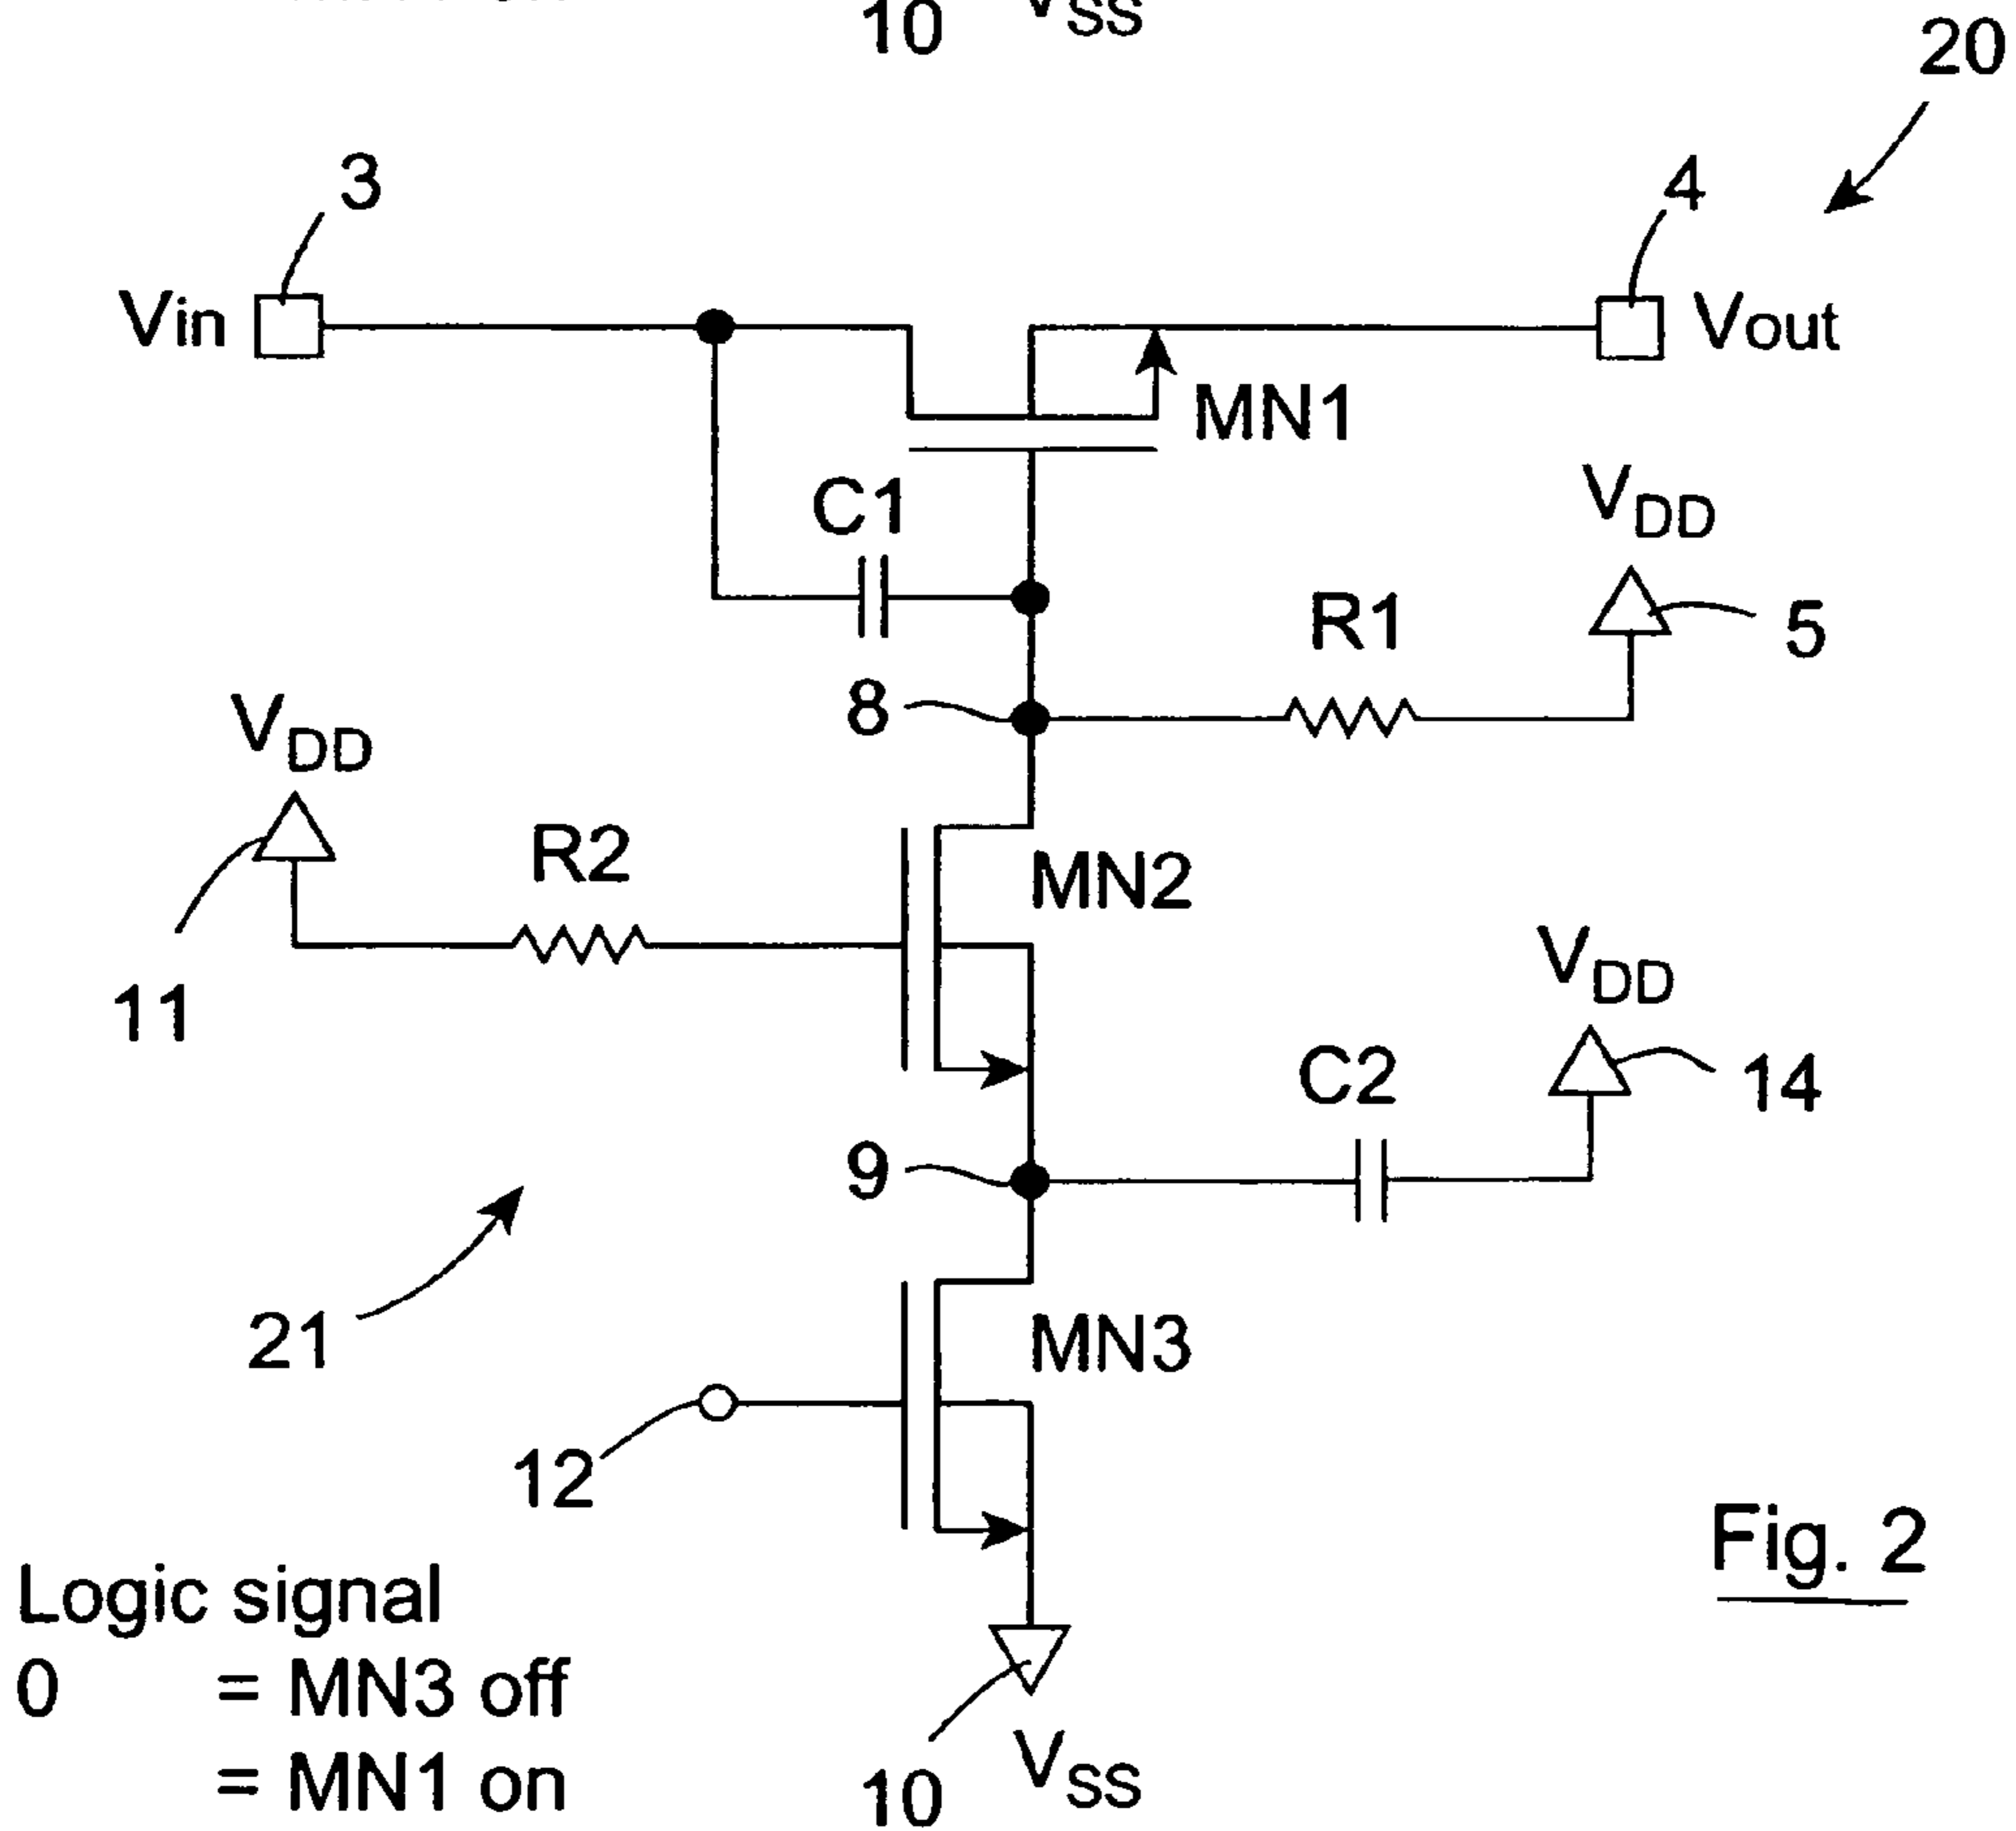 10 VSS
20
3
4
Vin
Vout
MN1
C1
VDD
R1
5
8
VDD
R2
MN2
11
VDD
C2
14
9
21
MN3
12
Logic signal
0 = MN3 off
= MN1 on
10 VSS
Fig. 2